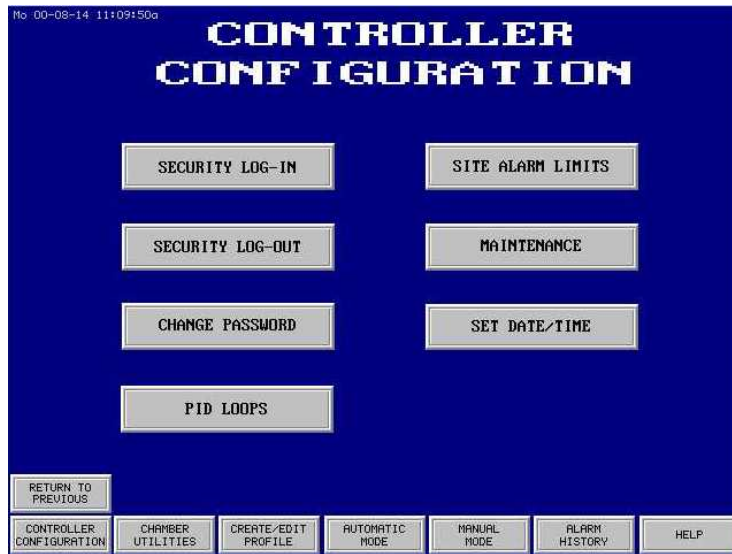 Mo 00-08-14 11:09:50a
CONTROLLER
CONFIGURATION
SECURITY LOG-IN
SITE ALARM LIMITS
SECURITY LOG-OUT
MAINTENANCE
CHANGE PASSWORD
SET DATE/TIME
PID LOOPS
RETURN TO
PREVIOUS
CONTROLLER
CONFIGURATION
CHAMBER
UTILITIES
CREATE/EDIT
PROFILE
AUTOMATIC
MODE
MANUAL
MODE
ALARM
HISTORY
HELP